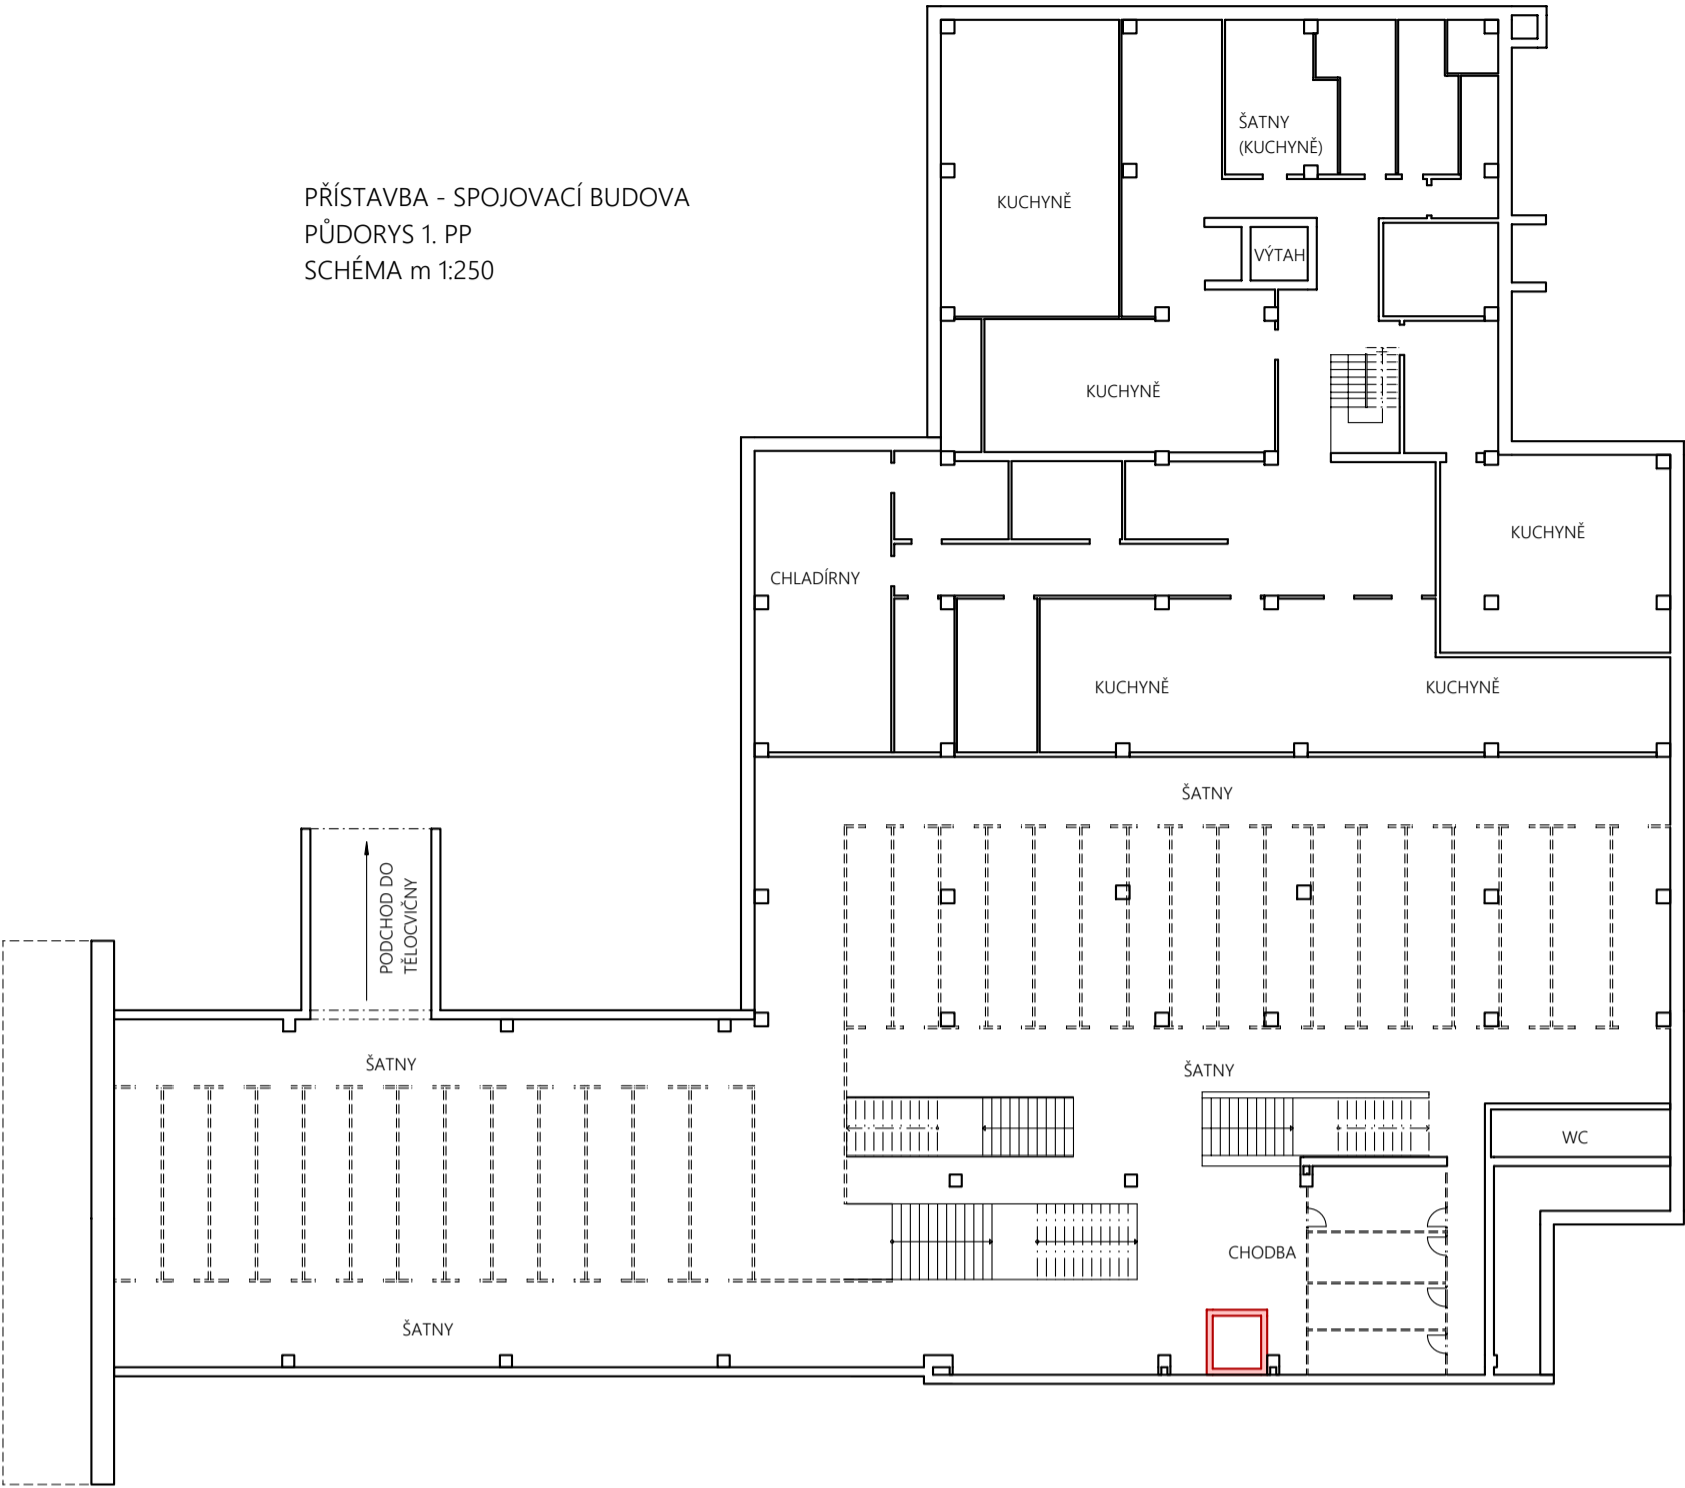 PŘÍSTAVBA - SPOJOVACÍ BUDOVA
PŮDORYS 1. PP
SCHÉMA m 1:250
ŠATNY
(KUCHYNĚ)
KUCHYNĚ
VÝTAH
KUCHYNĚ
KUCHYNĚ
CHLADÍRNY
KUCHYNĚ
KUCHYNĚ
ŠATNY
PODCHOD DO
TĚLOCVIČNY
ŠATNY
ŠATNY
WC
CHODBA
ŠATNY